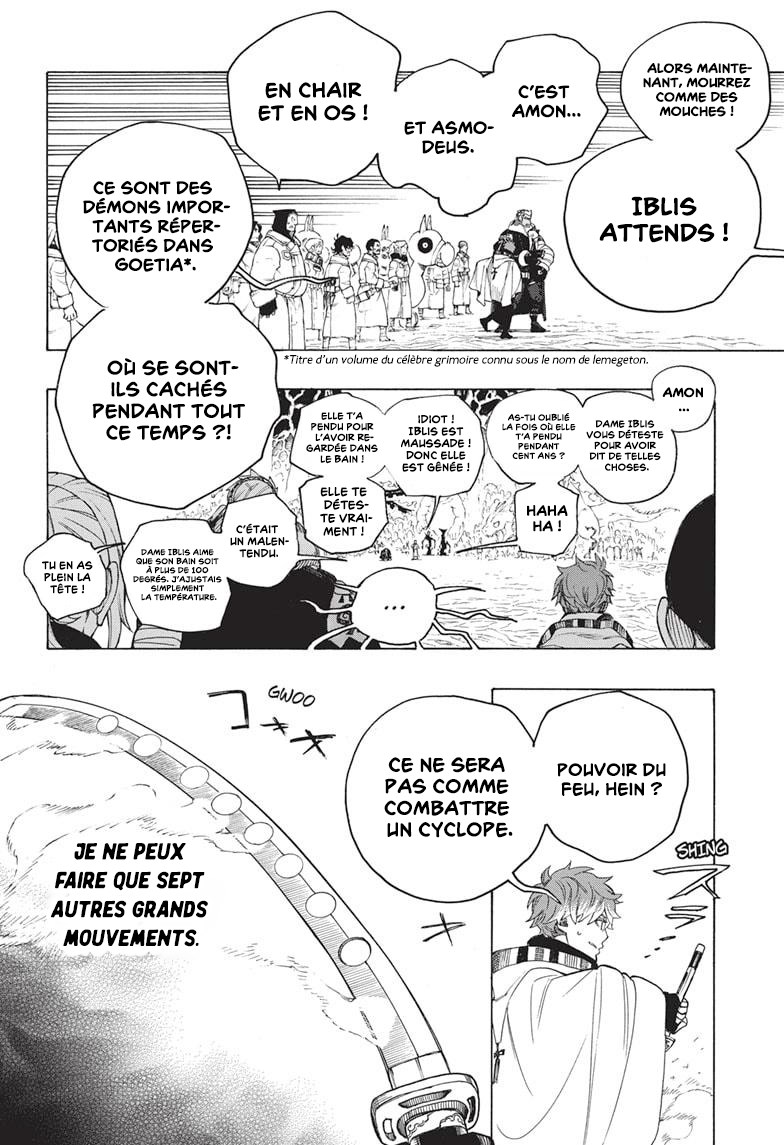 ALORS MAINTE-
NANT, MOURREZ
COMME DES
MOUCHES !
IBLIS
ATTENDS !
C'EST
AMON...
ET ASMO-
DEUS.
EN CHAIR
ET EN OS !
CE SONT DES
DÉMONS IMPOR-
TANTS RÉPER-
TORIÉS DANS
GOETIA*.
OÙ SE SONT-
ILS CACHÉS
PENDANT TOUT
CE TEMPS ?!
*Titre d'un volume du célèbre grimoire connu sous le nom de lemegeton.
AMON
...
DAME IBLIS
VOUS DÉTESTE
POUR AVOIR
DIT DE TELLES
CHOSES.
AS-TU OUBLIÉ
LA FOIS OÙ ELLE
T'A PENDU
PENDANT
CENT ANS ?
HAHA
HA !
IDIOT !
IBLIS EST
MAUSSADE !
DONC ELLE
EST GÊNÉE !
ELLE T'A
PENDU POUR
L'AVOIR RE-
GARDÉE DANS
LE BAIN !
ELLE TE
DÉTES-
TE VRAI-
MENT !
C'ÉTAIT
UN MALEN-
TENDU.
DAME IBLIS AIME
QUE SON BAIN SOIT
À PLUS DE 100
DEGRÉS. J'AJUSTAIS
SIMPLEMENT
LA TEMPÉRATURE.
TU EN AS
PLEIN LA
TÊTE !
...
POUVOIR DU
FEU, HEIN ?
CE NE SERA
PAS COMME
COMBATTRE
UN CYCLOPE.
SHING
ス
GWOO
コ
JE NE PEUX
FAIRE QUE SEPT
AUTRES GRANDS
MOUVEMENTS.